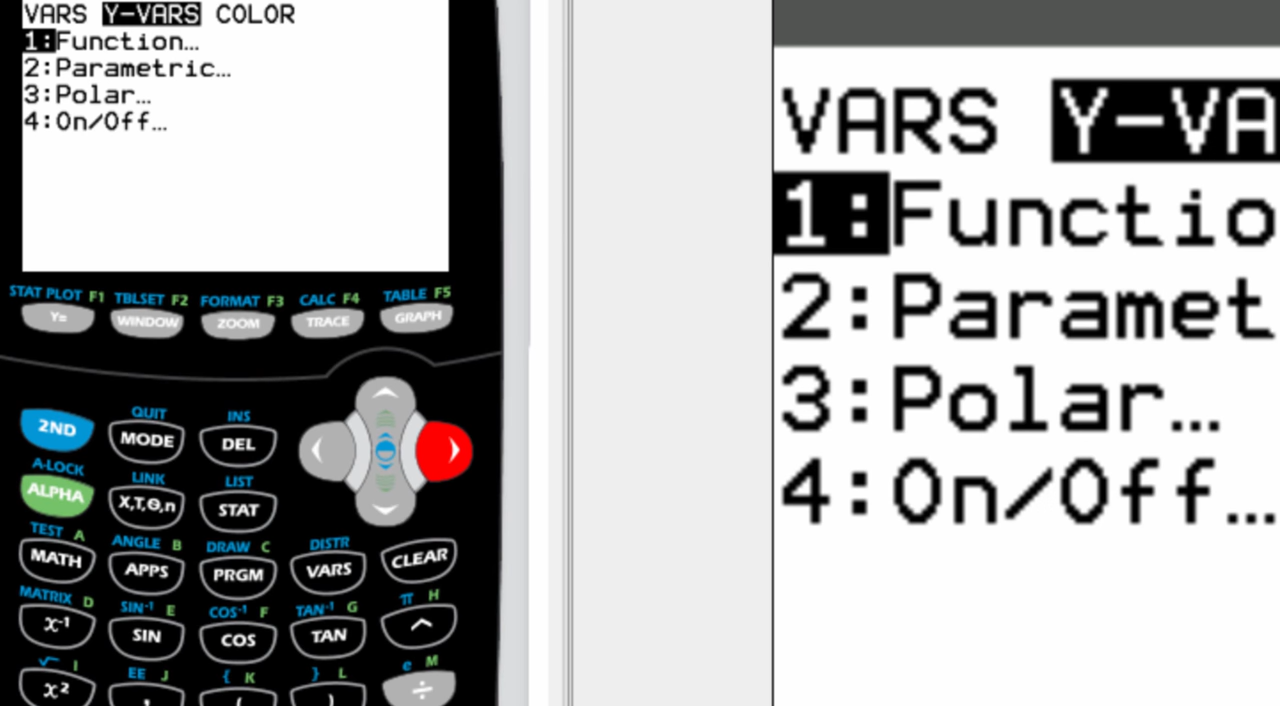 VARS Y-VARS COLOR
1:Function…
2:Parametric…
3:Polar…
4:On/Off…
STAT PLOT F1 TBLSET F2 FORMAT F3 CALC F4 TABLE F5
Y= WINDOW ZOOM TRACE GRAPH
QUIT INS
2ND MODE DEL
A-LOCK LINK LIST
ALPHA X,T,Θ,n STAT
TEST A ANGLE B DRAW C DISTR
MATH APPS PRGM VARS CLEAR
MATRIX D SIN⁻¹ E COS⁻¹ F TAN⁻¹ G π H
x⁻¹ SIN COS TAN ^
√ I EE J { K } L e M
x² , ( ) ÷
VARS Y-VA
1:Functio
2:Paramet
3:Polar…
4:On/Off…